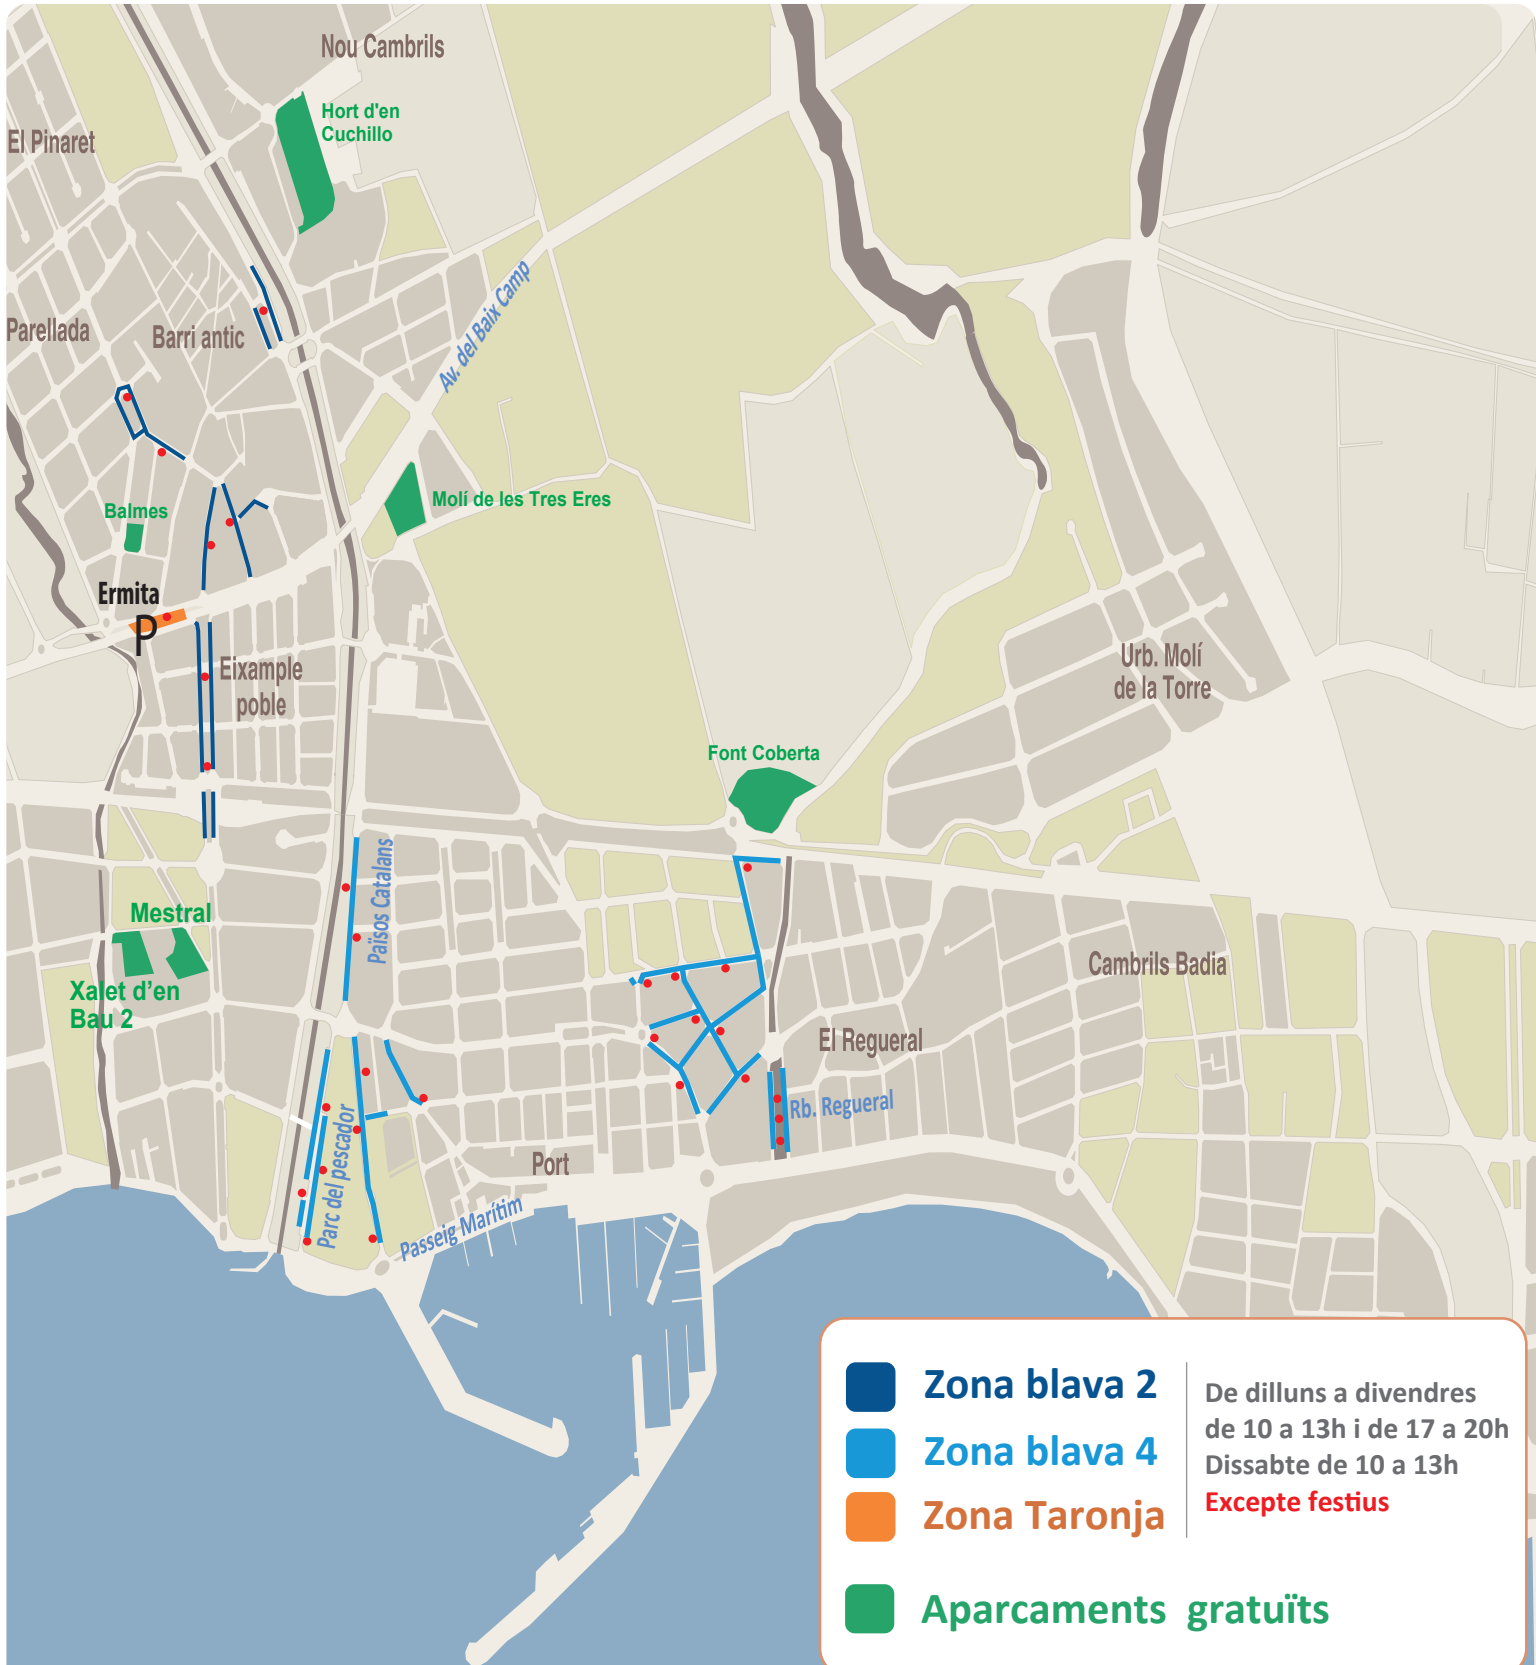 Nou Cambrils
Hort d'en
Cuchillo
El Pinaret
Av. del Baix Camp
Parellada
Barri antic
Molí de les Tres Eres
Balmes
Ermita
P
Eixample
poble
Urb. Molí
de la Torre
Font Coberta
Països Catalans
Mestral
Xalet d'en
Bau 2
Cambrils Badia
El Regueral
Rb. Regueral
Parc del pescador
Port
Passeig Marítim
Zona blava 2
Zona blava 4
Zona Taronja
De dilluns a divendres
de 10 a 13h i de 17 a 20h
Dissabte de 10 a 13h
Excepte festius
Aparcaments gratuïts